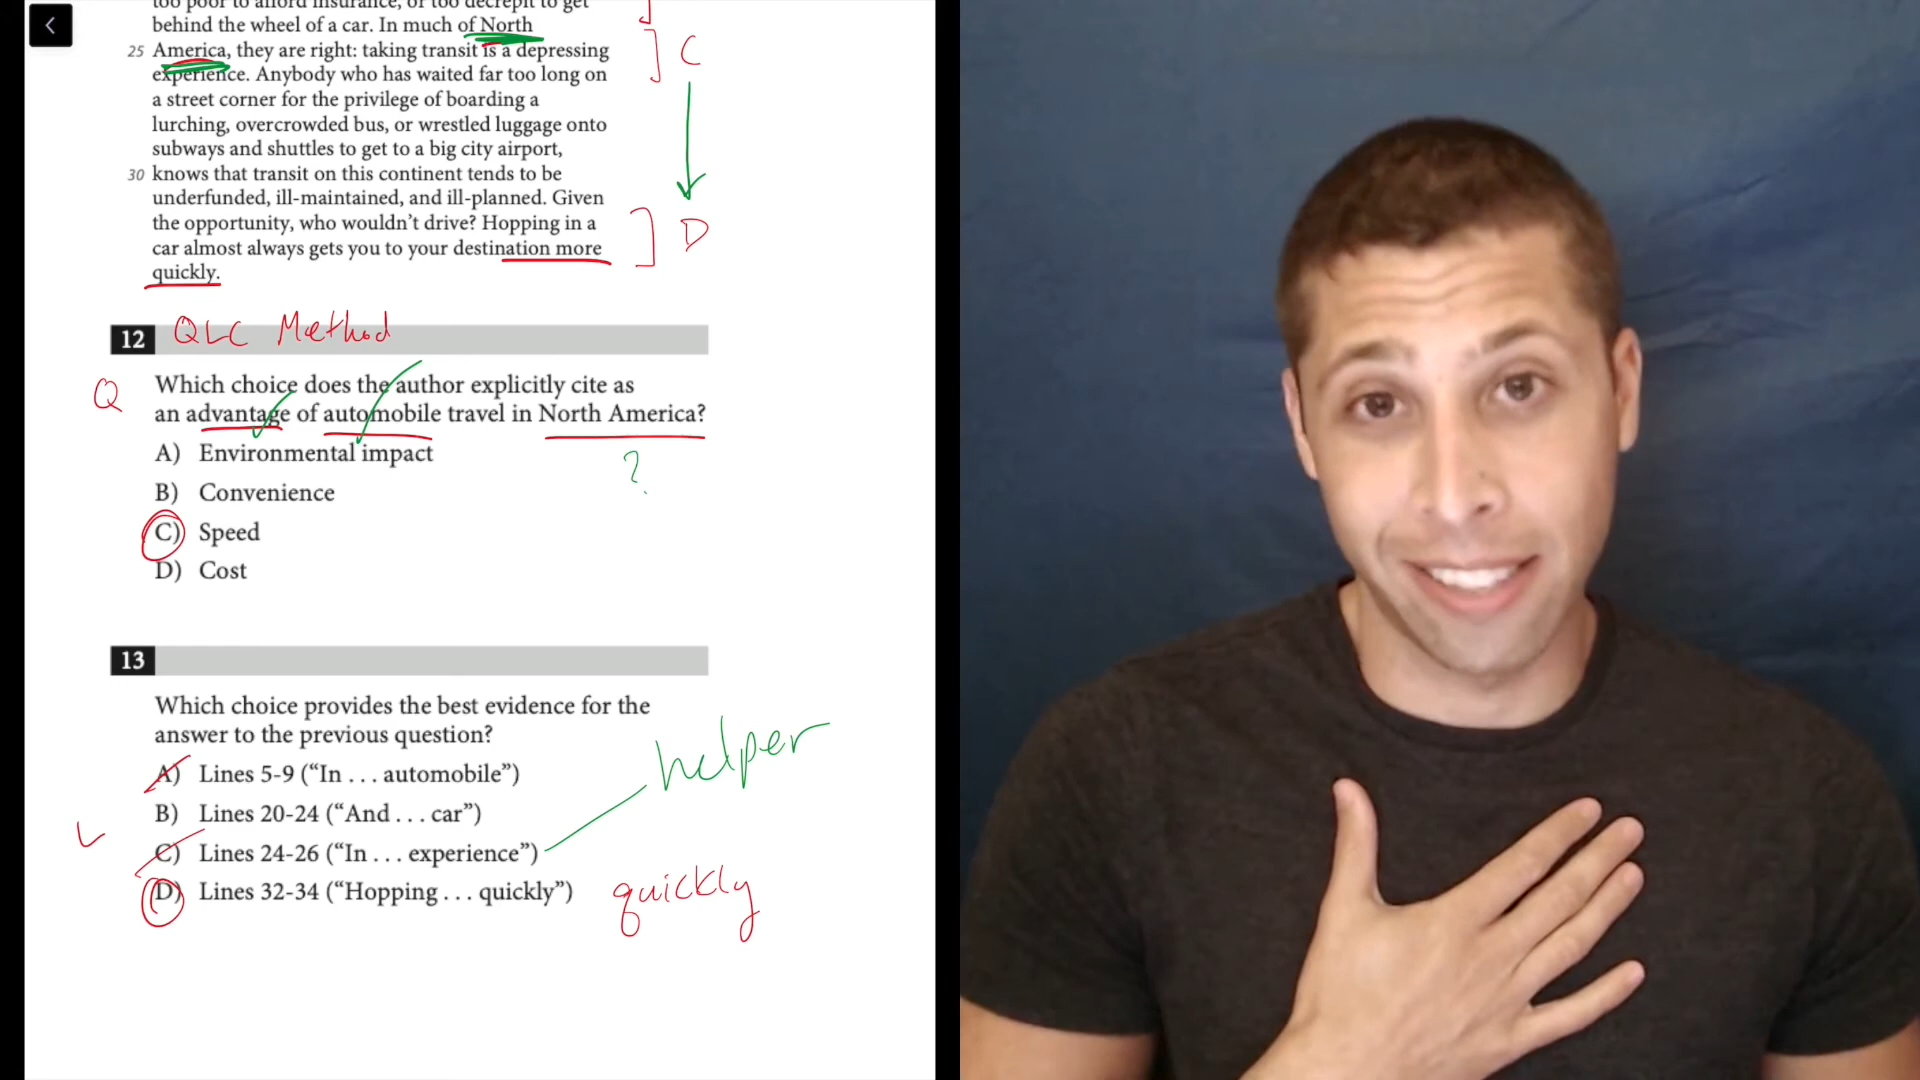 too poor to afford insurance, or too decrepit to get
behind the wheel of a car. In much of North
25 America, they are right: taking transit is a depressing
experience. Anybody who has waited far too long on
a street corner for the privilege of boarding a
lurching, overcrowded bus, or wrestled luggage onto
subways and shuttles to get to a big city airport,
30 knows that transit on this continent tends to be
underfunded, ill-maintained, and ill-planned. Given
the opportunity, who wouldn’t drive? Hopping in a
car almost always gets you to your destination more
quickly.
C
D
12 QLC Method
Q
Which choice does the author explicitly cite as
an advantage of automobile travel in North America?
?
A) Environmental impact
B) Convenience
C) Speed
D) Cost
13
Which choice provides the best evidence for the
answer to the previous question?
helper
A) Lines 5-9 (“In . . . automobile”)
B) Lines 20-24 (“And . . . car”)
L
C) Lines 24-26 (“In . . . experience”)
D) Lines 32-34 (“Hopping . . . quickly”)
quickly